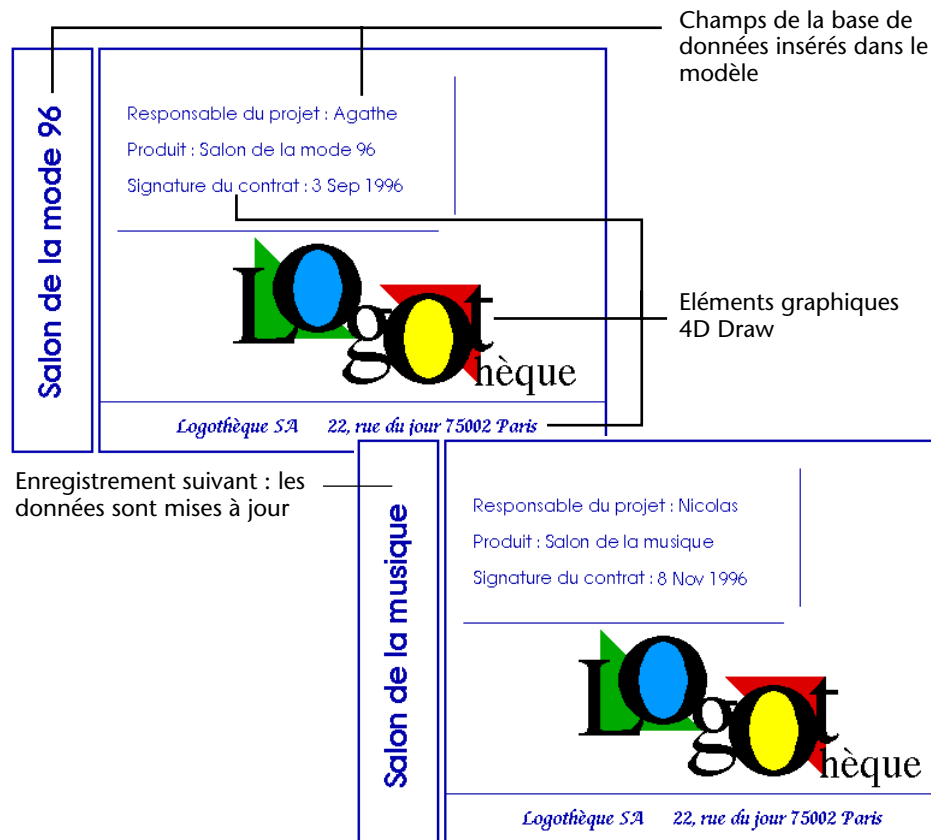 Champs de la base de
données insérés dans le
modèle
Salon de la mode 96
Responsable du projet : Agathe
Produit : Salon de la mode 96
Signature du contrat : 3 Sep 1996
LOgOt
hèque
Eléments graphiques
4D Draw
Logothèque SA 22, rue du jour 75002 Paris
Enregistrement suivant : les
données sont mises à jour
Salon de la musique
Responsable du projet : Nicolas
Produit : Salon de la musique
Signature du contrat : 8 Nov 1996
LOgOt
hèque
Logothèque SA 22, rue du jour 75002 Paris